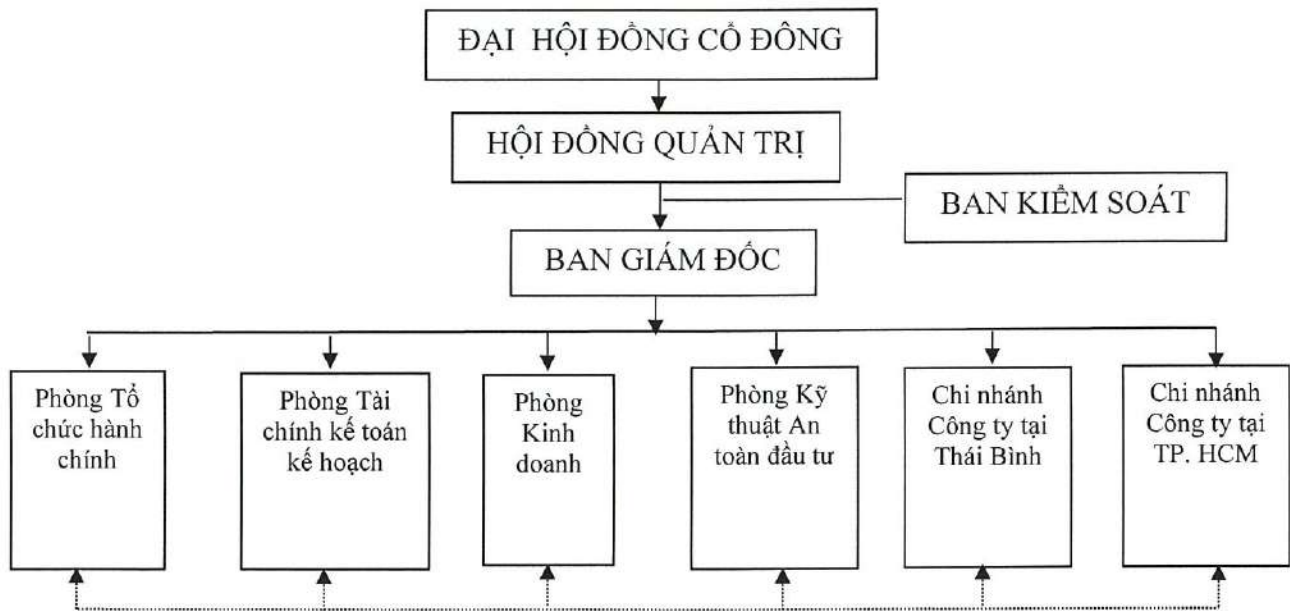 ĐẠI HỘI ĐỒNG CỔ ĐÔNG
HỘI ĐỒNG QUẢN TRỊ
BAN KIỂM SOÁT
BAN GIÁM ĐỐC
Phòng Tổ
chức hành
chính
Phòng Tài
chính kế toán
kế hoạch
Phòng
Kinh
doanh
Phòng Kỹ
thuật An
toàn đầu tư
Chi nhánh
Công ty tại
Thái Bình
Chi nhánh
Công ty tại
TP. HCM